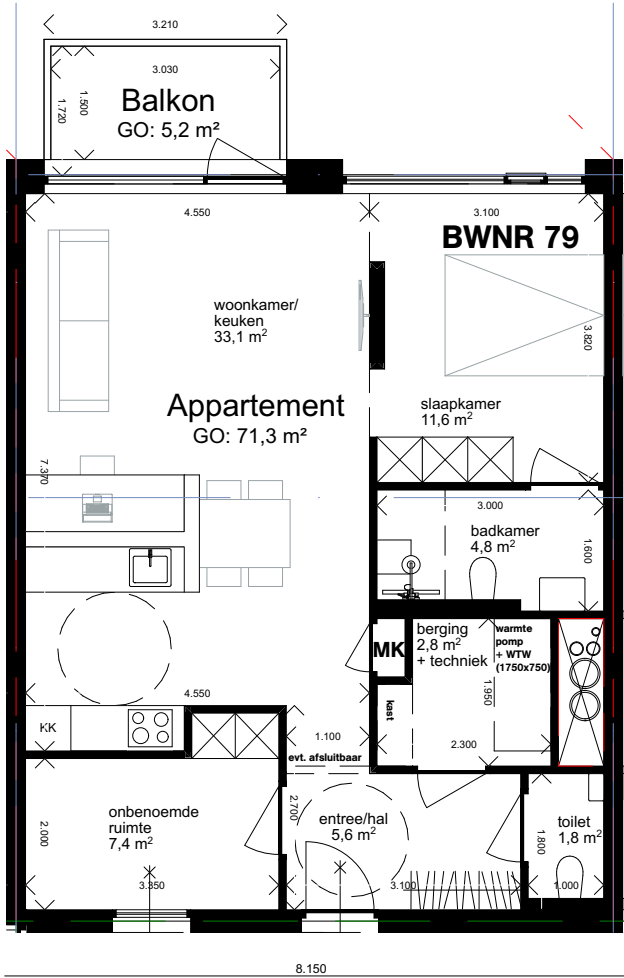 3.210
3.030
1.720
1.500
Balkon
GO: 5,2 m²
4.550
3.100
BWNR 79
woonkamer/
keuken
33,1 m²
3.820
Appartement
GO: 71,3 m²
slaapkamer
11,6 m²
7.370
3.000
badkamer
4,8 m²
1.600
MK
berging
2,8 m²
+ techniek
warmte
pomp
+ WTW
(1750x750)
1.950
kast
4.550
KK
1.100
2.300
evt. afsluitbaar
onbenoemde
ruimte
7,4 m²
2.000
2.700
entree/hal
5,6 m²
1.800
toilet
1,8 m²
3.350
3.100
1.000
8.150